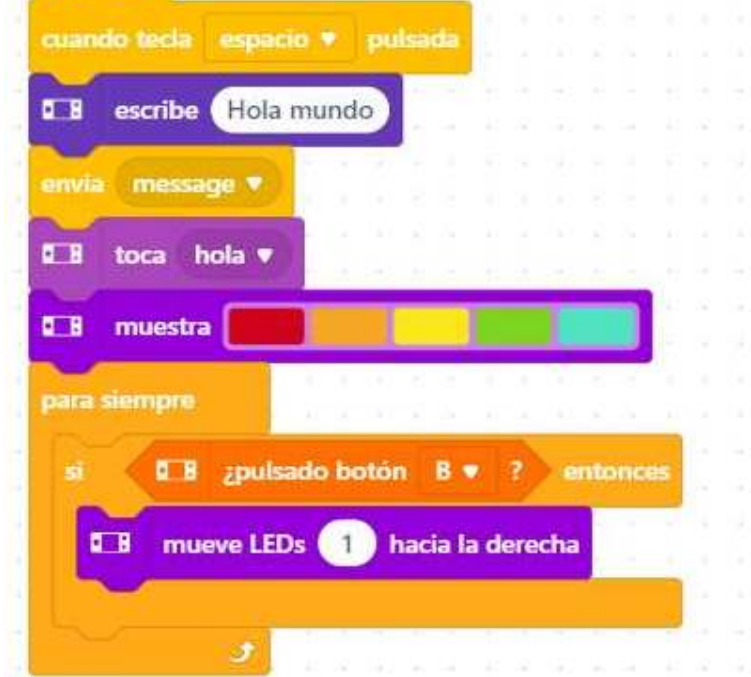 cuando tecla espacio pulsada
escribe Hola mundo
envía message
toca hola
muestra
para siempre
si ¿pulsado botón B ? entonces
mueve LEDs 1 hacia la derecha